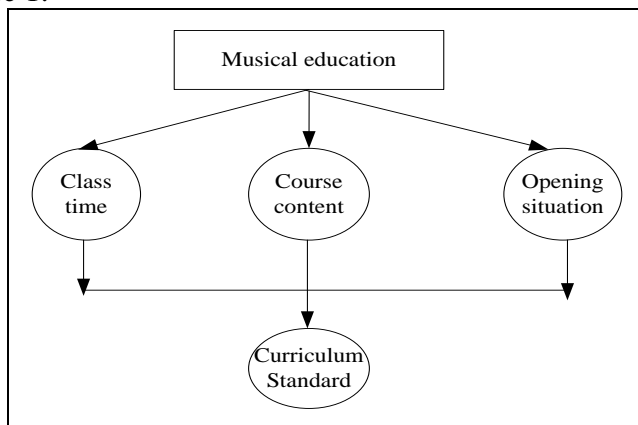 Musical education
Class
time
Course
content
Opening
situation
Curriculum
Standard